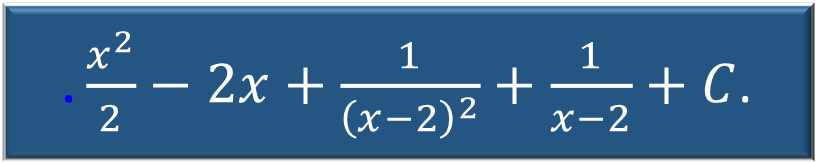 . x²/2 − 2x + 1/(x−2)² + 1/(x−2) + C.